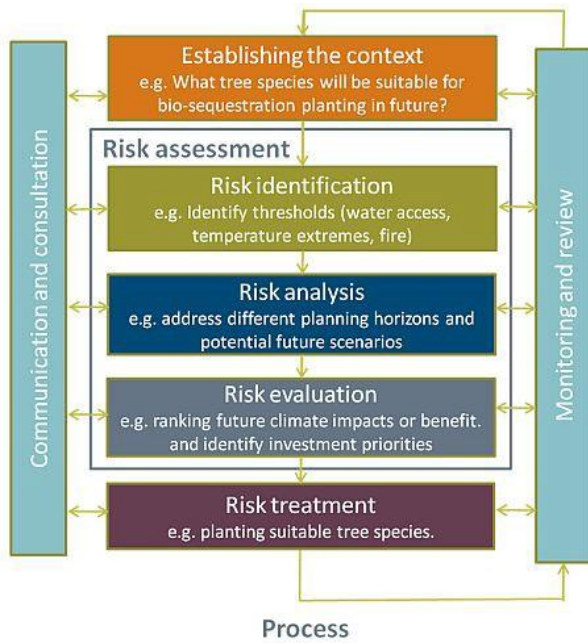 Establishing the context
e.g. What tree species will be suitable for
bio-sequestration planting in future?
Communication and consultation
Monitoring and review
Risk assessment
Risk identification
e.g. Identify thresholds (water access,
temperature extremes, fire)
Risk analysis
e.g. address different planning horizons and
potential future scenarios
Risk evaluation
e.g. ranking future climate impacts or benefit.
and identify investment priorities
Risk treatment
e.g. planting suitable tree species.
Process